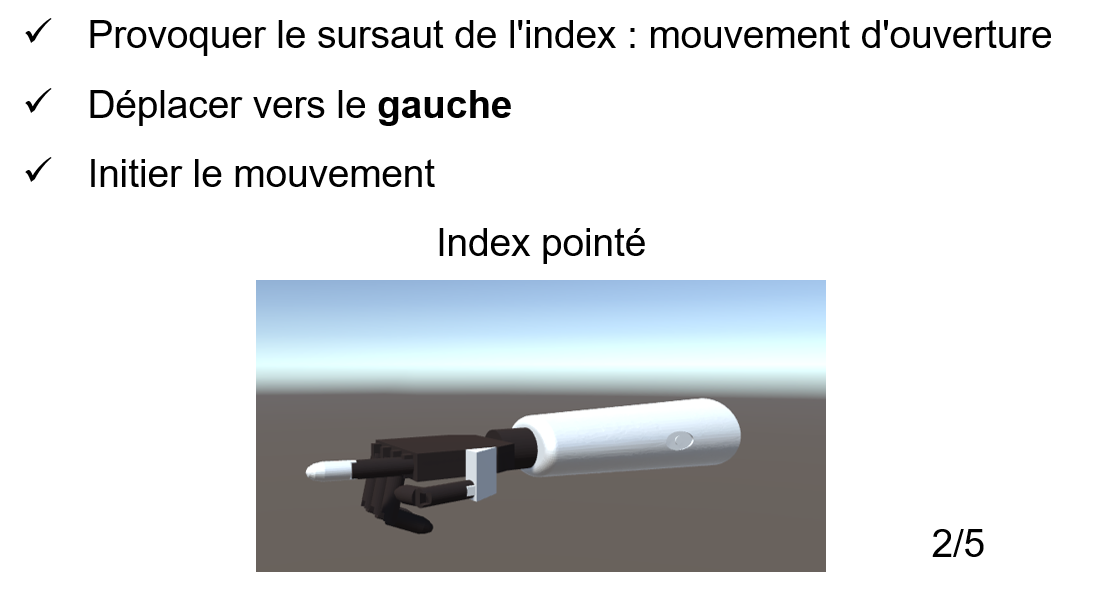 ✓ Provoquer le sursaut de l'index : mouvement d'ouverture
✓ Déplacer vers le gauche
✓ Initier le mouvement
Index pointé
2/5